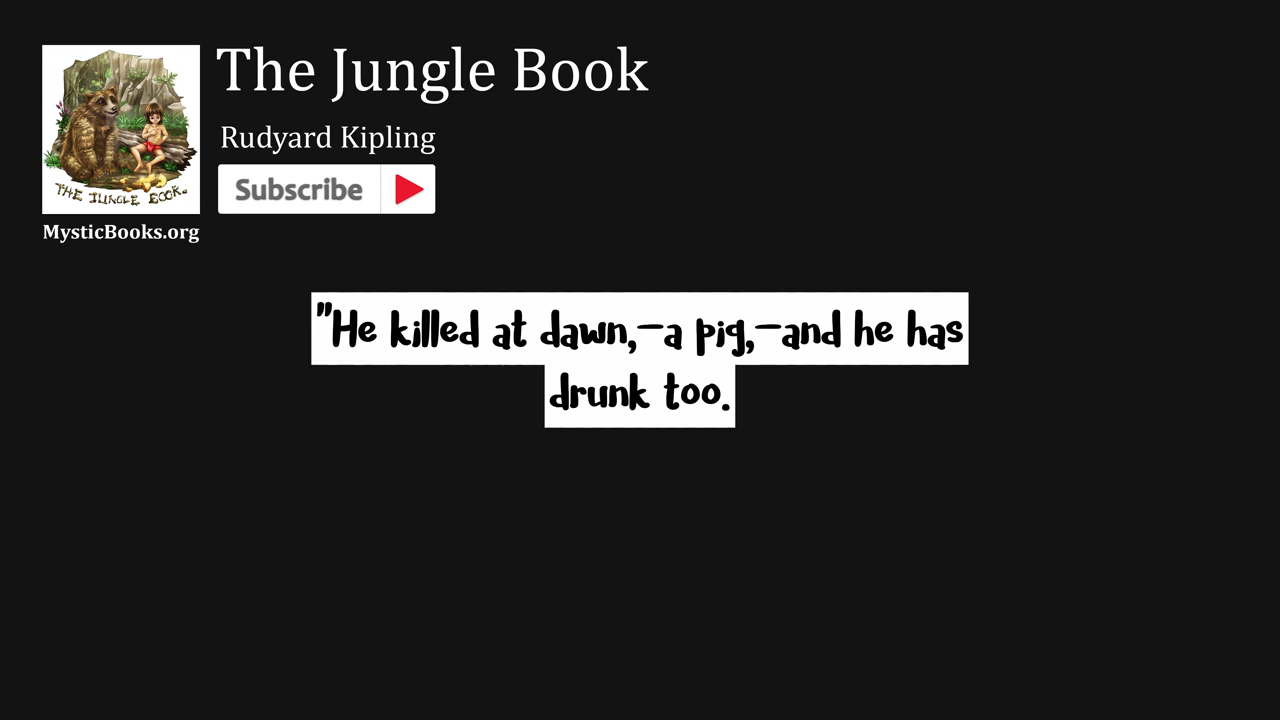 The Jungle Book
Rudyard Kipling
Subscribe
THE JUNGLE BOOK.
MysticBooks.org
"He killed at dawn,—a pig,—and he has
drunk too.